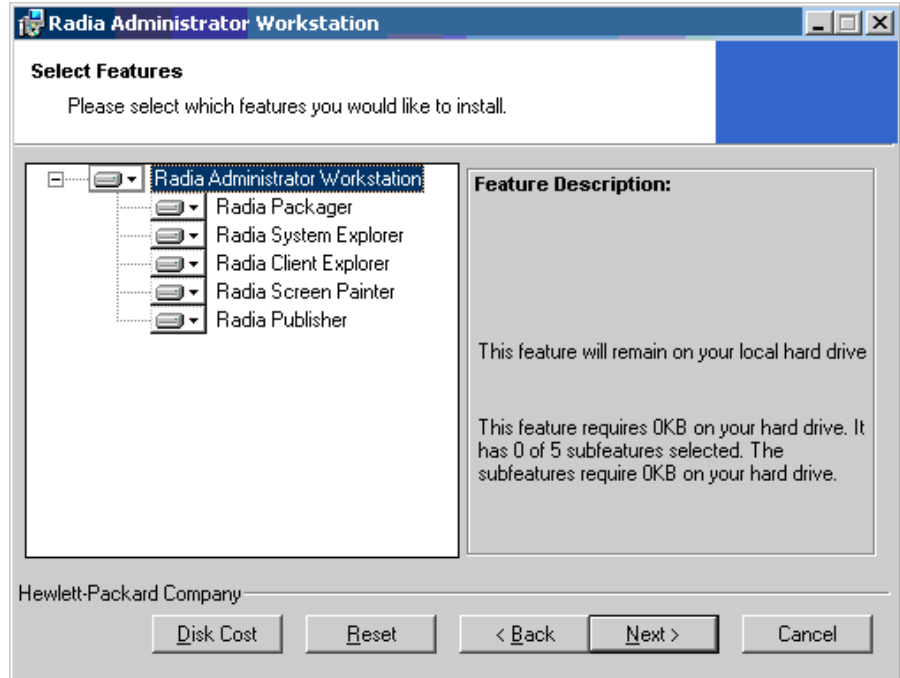 Radia Administrator Workstation
Select Features
Please select which features you would like to install.
Radia Administrator Workstation
Radia Packager
Radia System Explorer
Radia Client Explorer
Radia Screen Painter
Radia Publisher
Feature Description:
This feature will remain on your local hard drive
This feature requires 0KB on your hard drive. It
has 0 of 5 subfeatures selected. The
subfeatures require 0KB on your hard drive.
Hewlett-Packard Company
Disk Cost
Reset
< Back
Next >
Cancel